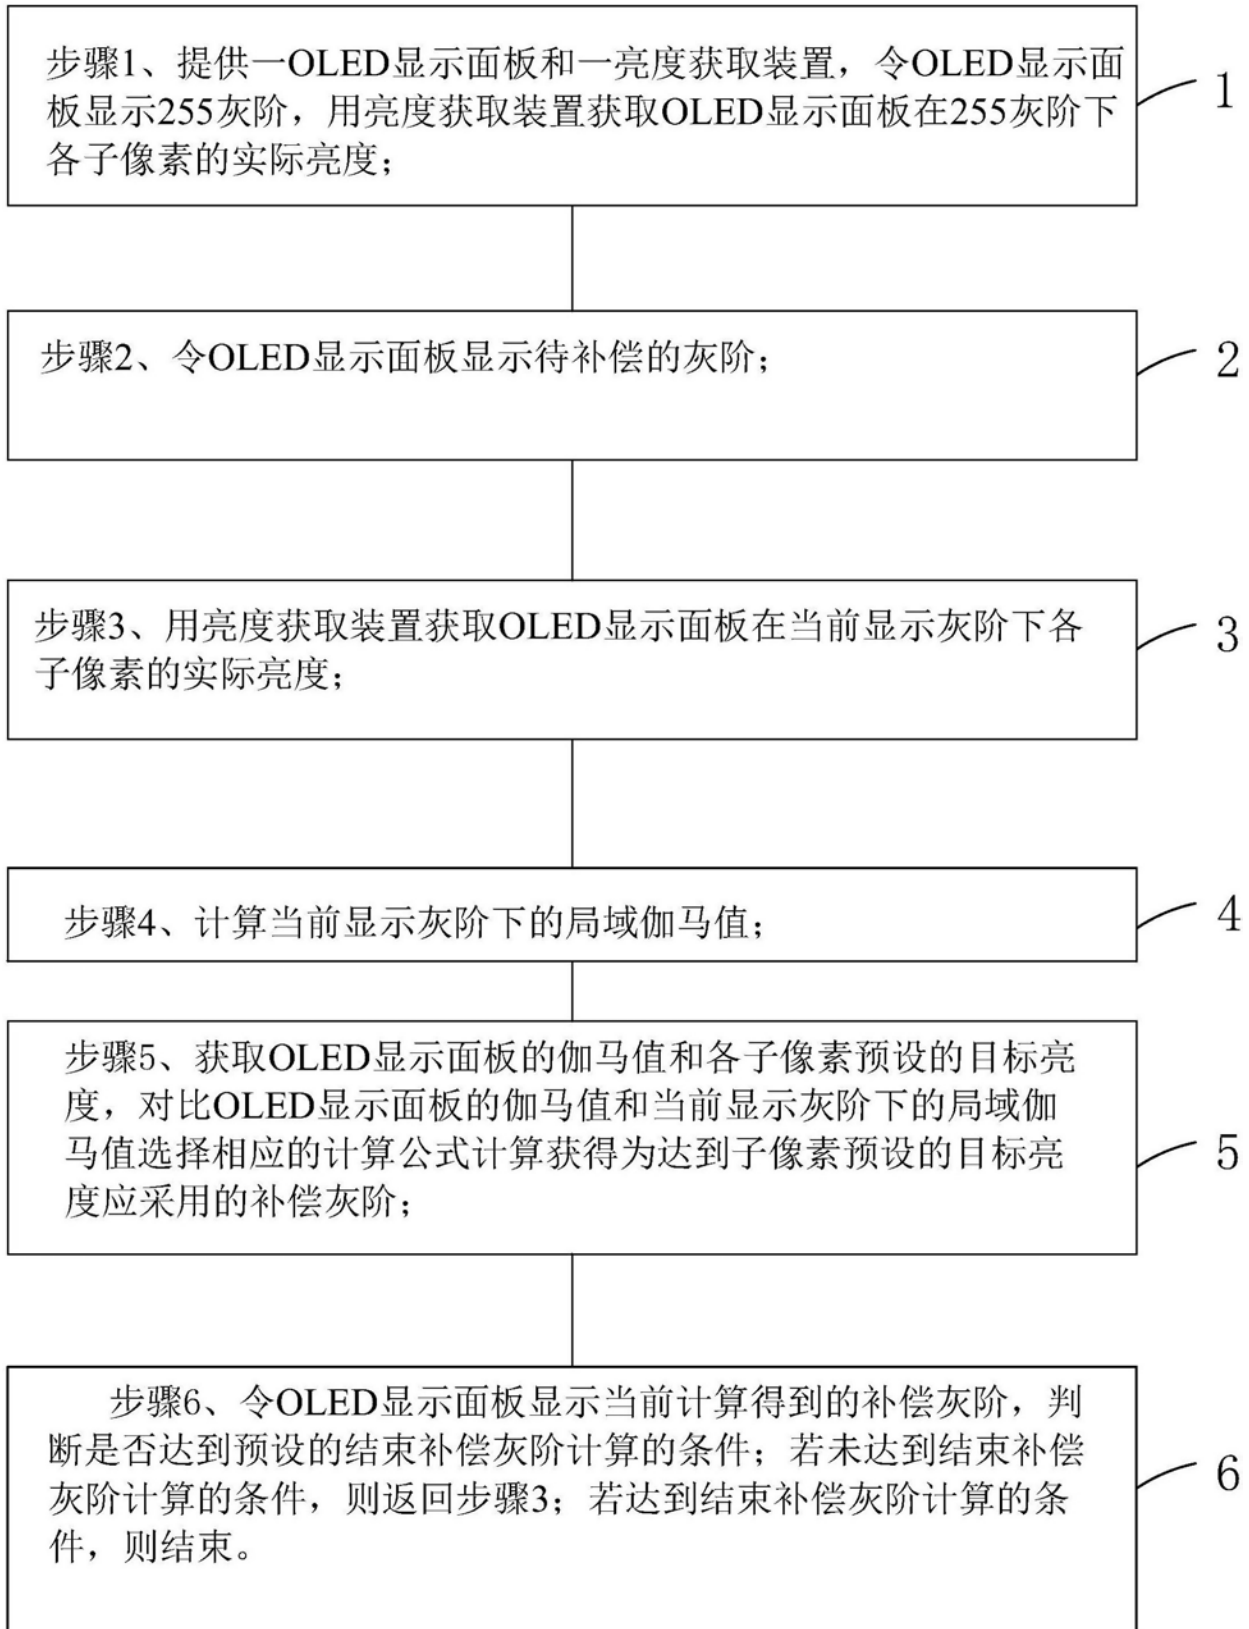 步骤1、提供一OLED显示面板和一亮度获取装置，令OLED显示面
板显示255灰阶，用亮度获取装置获取OLED显示面板在255灰阶下
各子像素的实际亮度；
1
步骤2、令OLED显示面板显示待补偿的灰阶；
2
步骤3、用亮度获取装置获取OLED显示面板在当前显示灰阶下各
子像素的实际亮度；
3
步骤4、计算当前显示灰阶下的局域伽马值；
4
步骤5、获取OLED显示面板的伽马值和各子像素预设的目标亮
度，对比OLED显示面板的伽马值和当前显示灰阶下的局域伽
马值选择相应的计算公式计算获得为达到子像素预设的目标亮
度应采用的补偿灰阶；
5
步骤6、令OLED显示面板显示当前计算得到的补偿灰阶，判
断是否达到预设的结束补偿灰阶计算的条件；若未达到结束补偿
灰阶计算的条件，则返回步骤3；若达到结束补偿灰阶计算的条
件，则结束。
6